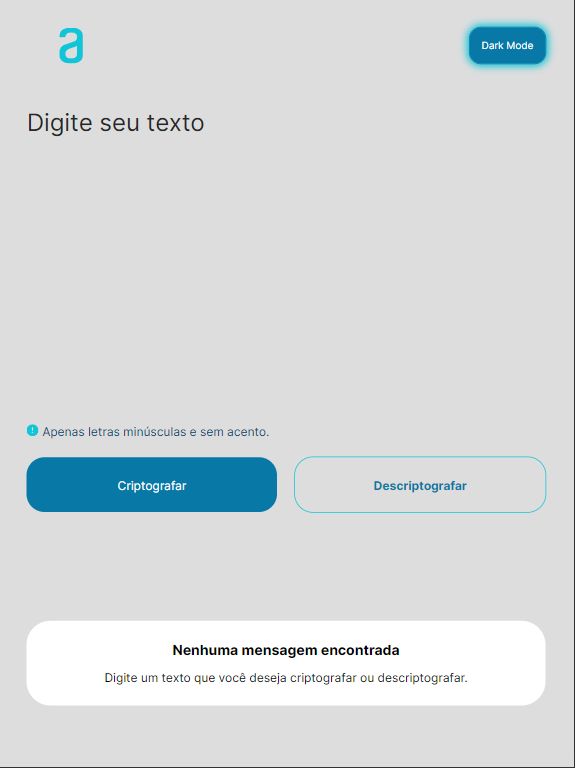 a
Dark Mode
Digite seu texto
Apenas letras minúsculas e sem acento.
Criptografar
Descriptografar
Nenhuma mensagem encontrada
Digite um texto que você deseja criptografar ou descriptografar.